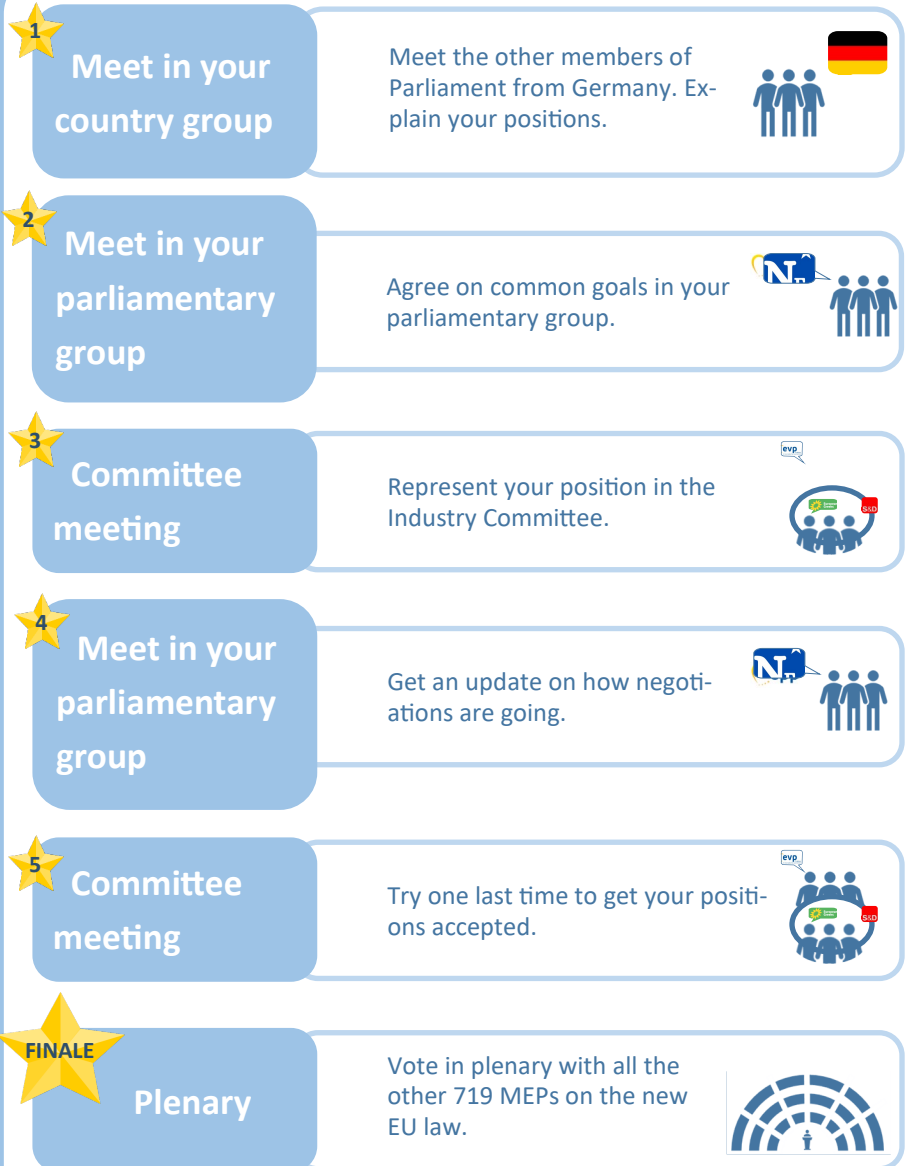 1
Meet in your
country group
Meet the other members of
Parliament from Germany. Ex-
plain your positions.
2
Meet in your
parliamentary
group
Agree on common goals in your
parliamentary group.
3
Committee
meeting
Represent your position in the
Industry Committee.
evp
S&D
4
Meet in your
parliamentary
group
Get an update on how negoti-
ations are going.
5
Committee
meeting
Try one last time to get your positi-
ons accepted.
evp
S&D
FINALE
Plenary
Vote in plenary with all the
other 719 MEPs on the new
EU law.